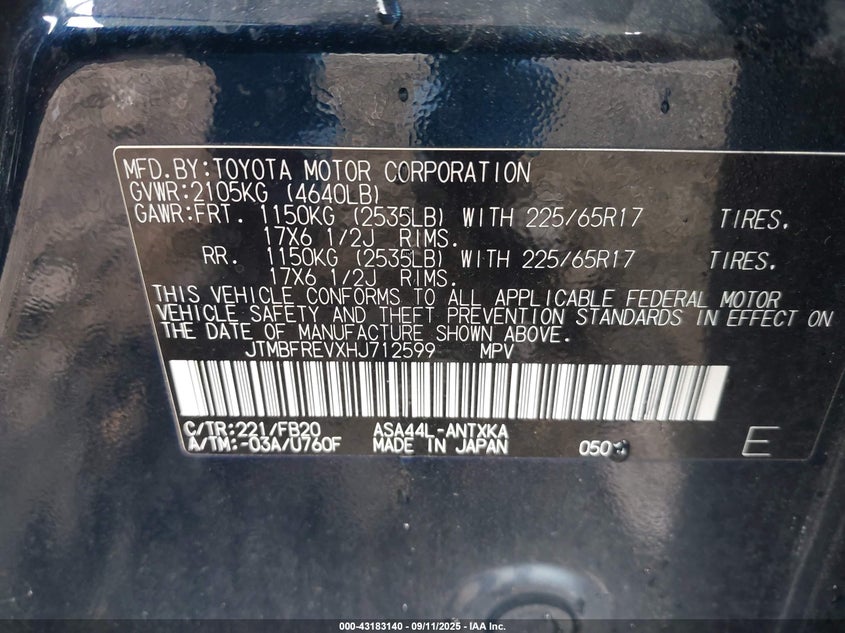 MFD.BY:TOYOTA MOTOR CORPORATION
GVWR:2105KG (4640LB)
GAWR:FRT. 1150KG (2535LB) WITH 225/65R17 TIRES.
17X6 1/2J RIMS.
RR. 1150KG (2535LB) WITH 225/65R17 TIRES.
17X6 1/2J RIMS.
THIS VEHICLE CONFORMS TO ALL APPLICABLE FEDERAL MOTOR
VEHICLE SAFETY AND THEFT PREVENTION STANDARDS IN EFFECT ON
THE DATE OF MANUFACTURE SHOWN ABOVE.
JTMBFREVXHJ712599 MPV
C/TR:221/FB20 ASA44L-ANTXKA
A/TM:-03A/U760F MADE IN JAPAN 050 E
000-43183140 - 09/11/2025 - IAA Inc.